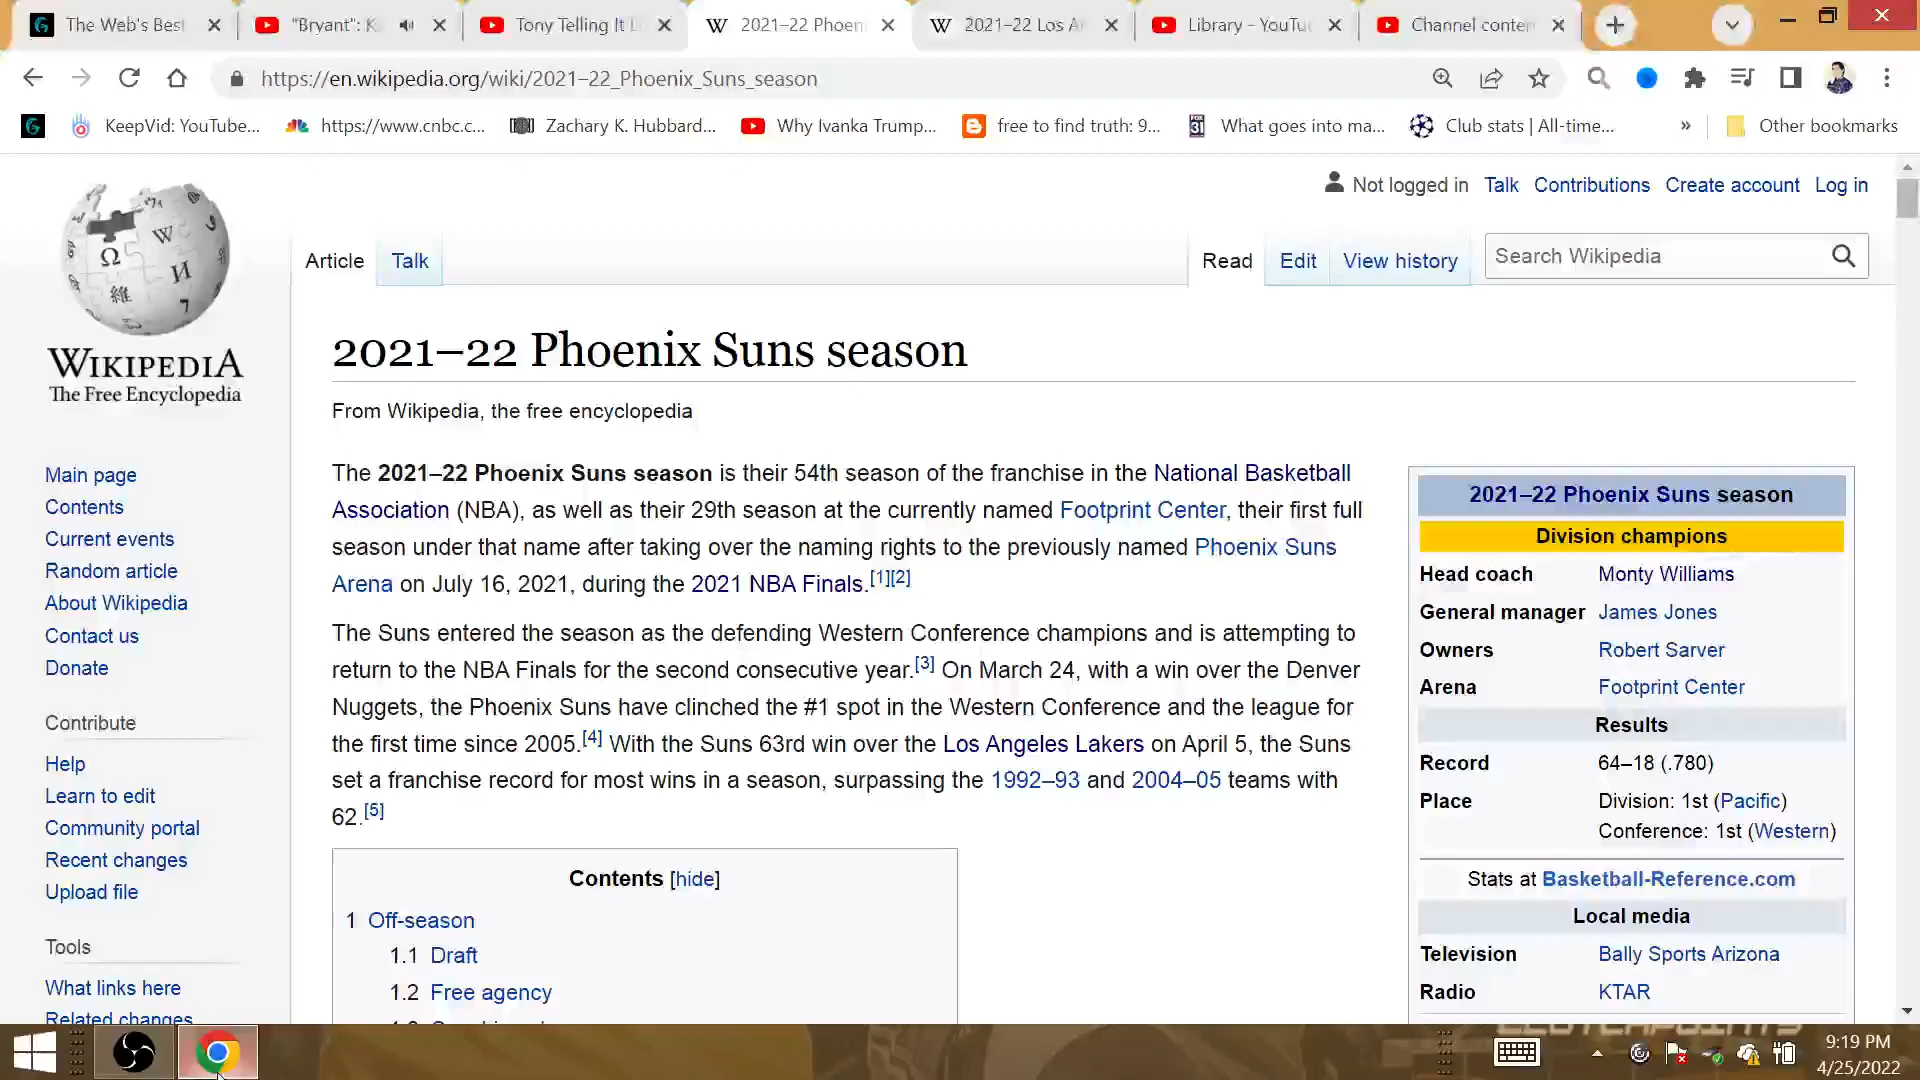 The Web's Best
"Bryant": K
Tony Telling It L
2021–22 Phoen
2021–22 Los A
Library - YouTu
Channel conten
https://en.wikipedia.org/wiki/2021–22_Phoenix_Suns_season
KeepVid: YouTube...
https://www.cnbc.c...
Zachary K. Hubbard...
Why Ivanka Trump...
free to find truth: 9...
What goes into ma...
Club stats | All-time...
»
Other bookmarks
Not logged in Talk Contributions Create account Log in
Article Talk
Read Edit View history
Search Wikipedia
WIKIPEDIA
The Free Encyclopedia
2021–22 Phoenix Suns season
From Wikipedia, the free encyclopedia
Main page
Contents
Current events
Random article
About Wikipedia
Contact us
Donate
Contribute
Help
Learn to edit
Community portal
Recent changes
Upload file
Tools
What links here
Related changes
The 2021–22 Phoenix Suns season is their 54th season of the franchise in the National Basketball
Association (NBA), as well as their 29th season at the currently named Footprint Center, their first full
season under that name after taking over the naming rights to the previously named Phoenix Suns
Arena on July 16, 2021, during the 2021 NBA Finals.[1][2]
The Suns entered the season as the defending Western Conference champions and is attempting to
return to the NBA Finals for the second consecutive year.[3] On March 24, with a win over the Denver
Nuggets, the Phoenix Suns have clinched the #1 spot in the Western Conference and the league for
the first time since 2005.[4] With the Suns 63rd win over the Los Angeles Lakers on April 5, the Suns
set a franchise record for most wins in a season, surpassing the 1992–93 and 2004–05 teams with
62.[5]
Contents [hide]
1 Off-season
1.1 Draft
1.2 Free agency
2021–22 Phoenix Suns season
Division champions
Head coach Monty Williams
General manager James Jones
Owners Robert Sarver
Arena Footprint Center
Results
Record 64–18 (.780)
Place Division: 1st (Pacific)
Conference: 1st (Western)
Stats at Basketball-Reference.com
Local media
Television Bally Sports Arizona
Radio KTAR
9:19 PM
4/25/2022